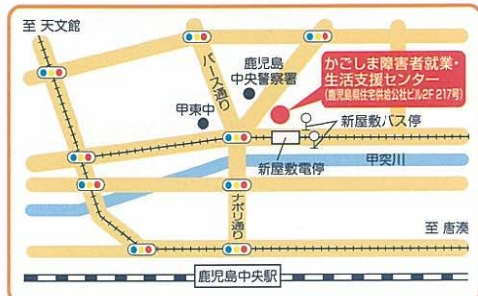 至 天文館
パース通り
鹿児島
中央警察署
かごしま障害者就業・
生活支援センター
(鹿児島県住宅供給公社ビル2F 217号)
甲東中
新屋敷バス停
新屋敷電停
甲突川
ナポリ通り
至 唐湊
鹿児島中央駅